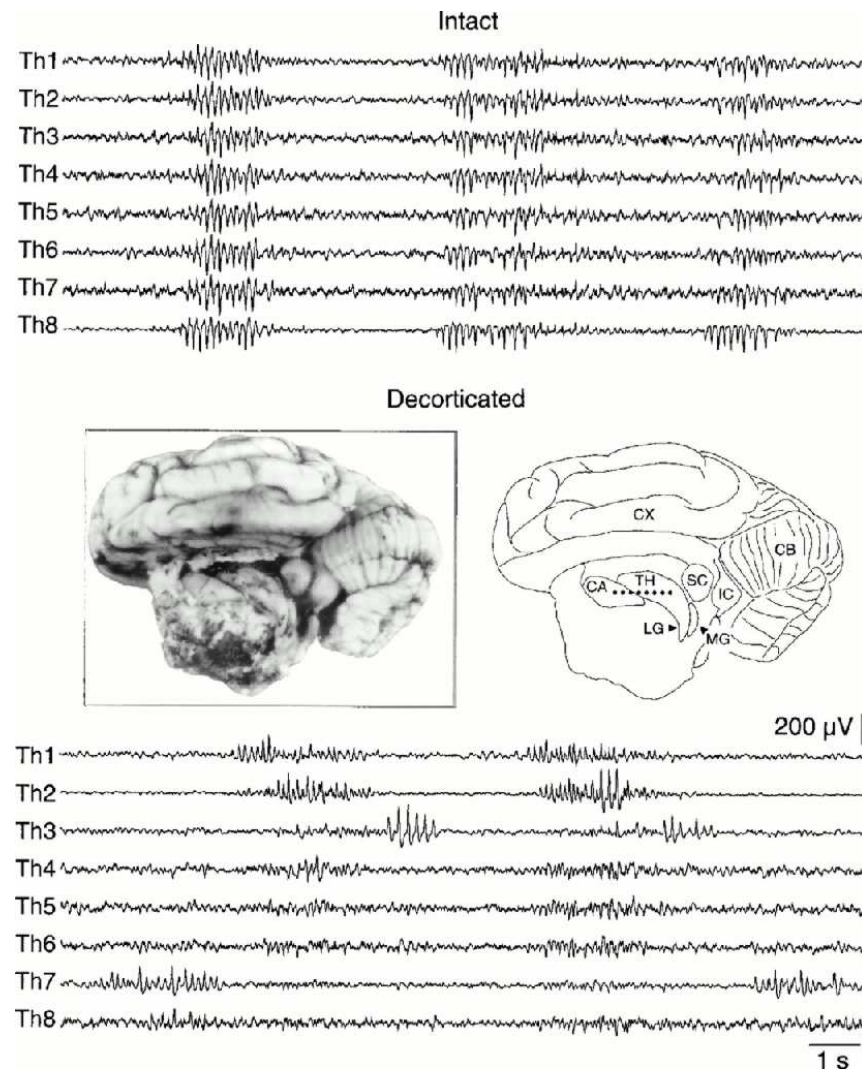 Intact
Th1
Th2
Th3
Th4
Th5
Th6
Th7
Th8
Decorticated
CX
CB
CA TH SC IC
LG MG
200 µV
Th1
Th2
Th3
Th4
Th5
Th6
Th7
Th8
1 s